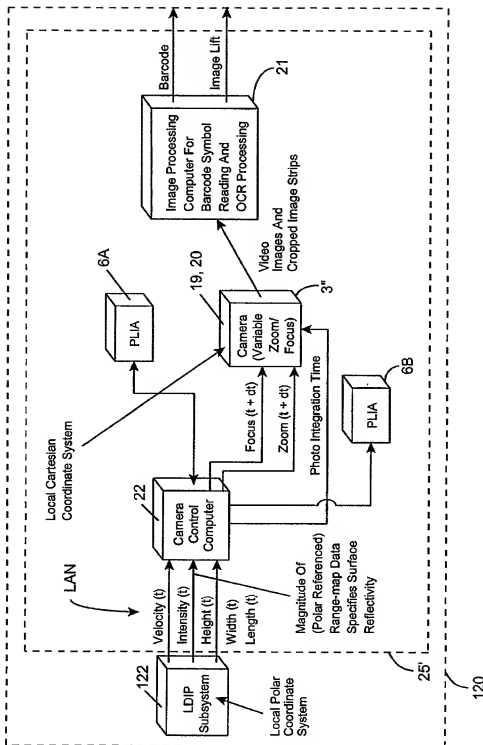 Barcode
Image Lift
21
Image Processing
Computer For
Barcode Symbol
Reading And
OCR Processing
Video
Images And
Cropped Image Strips
6A
PLIA
19, 20
3"
Camera
(Variable
Zoom/
Focus)
6B
PLIA
Local Cartesian
Coordinate System
Focus (t + dt)
Zoom (t + dt)
Photo Integration Time
22
Camera
Control
Computer
LAN
Velocity (t)
Intensity (t)
Height (t)
Width (t)
Length (t)
Magnitude Of
(Polar Referenced)
Range-map Data
Specifies Surface
Reflectivity
122
LDIP
Subsystem
Local Polar
Coordinate
System
25'
120